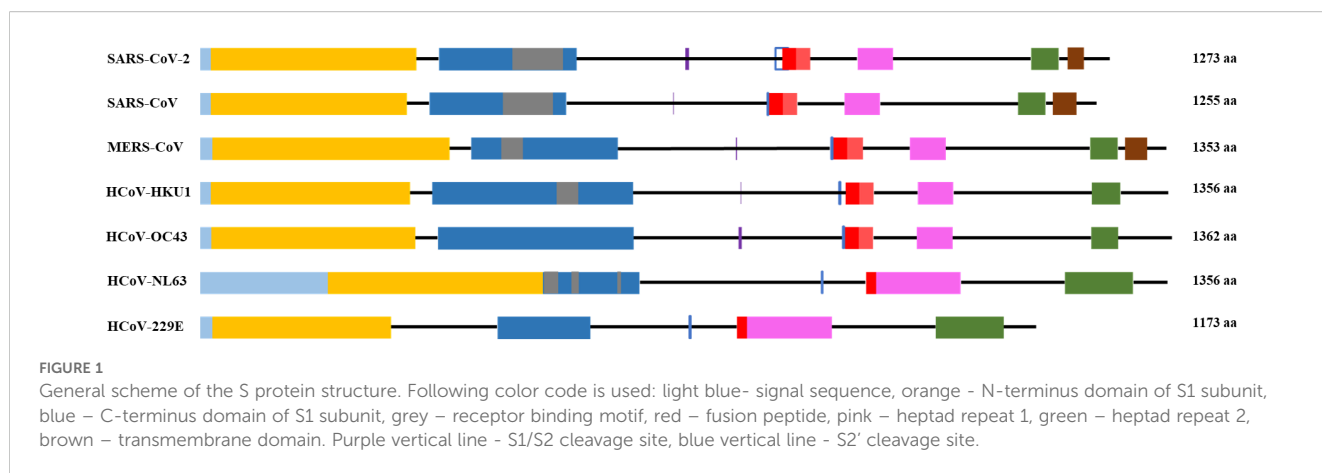 SARS-CoV-2 1273 aa
SARS-CoV 1255 aa
MERS-CoV 1353 aa
HCoV-HKU1 1356 aa
HCoV-OC43 1362 aa
HCoV-NL63 1356 aa
HCoV-229E 1173 aa
FIGURE 1
General scheme of the S protein structure. Following color code is used: light blue- signal sequence, orange - N-terminus domain of S1 subunit,
blue – C-terminus domain of S1 subunit, grey – receptor binding motif, red – fusion peptide, pink – heptad repeat 1, green – heptad repeat 2,
brown – transmembrane domain. Purple vertical line - S1/S2 cleavage site, blue vertical line - S2’ cleavage site.